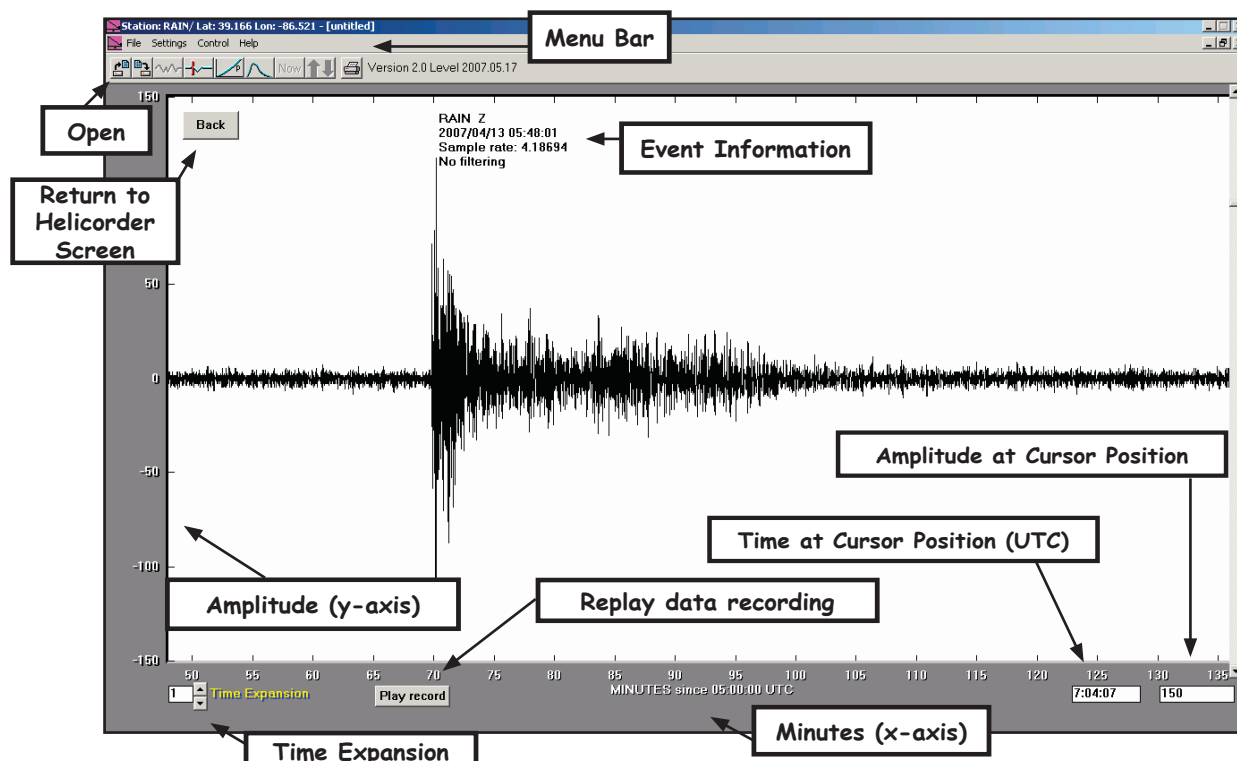 Station: RAIN/ Lat: 39.166 Lon: -86.521 - [untitled]
File Settings Control Help
Menu Bar
P Now Version 2.0 Level 2007.05.17
150
Open
Back
RAIN Z
2007/04/13 05:48:01
Sample rate: 4.18694
No filtering
Event Information
Return to
Helicorder
Screen
50
0
-50
Amplitude at Cursor Position
Time at Cursor Position (UTC)
-100
Amplitude (y-axis)
Replay data recording
-150
50 55 60 65 70 75 80 85 90 95 100 105 110 115 120 125 130 135
1 Time Expansion Play record MINUTES since 05:00:00 UTC 7:04:07 150
Minutes (x-axis)
Time Expansion